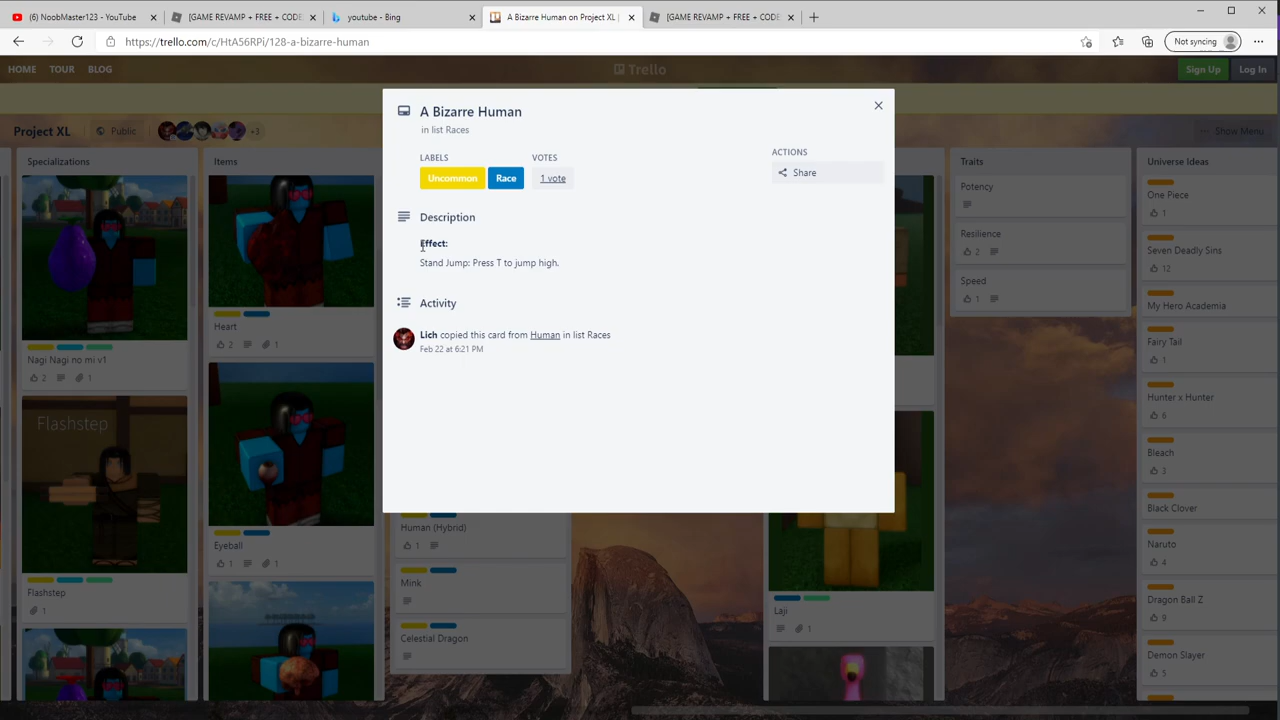 (6) NoobMaster123 - YouTube
[GAME REVAMP + FREE + CODE
youtube - Bing
A Bizarre Human on Project XL |
[GAME REVAMP + FREE + CODE
https://trello.com/c/HtA56RPi/128-a-bizarre-human
Not syncing
HOME TOUR BLOG
Trello
Sign Up
Log In
Project XL
Public
+3
Show Menu
Specializations
Nagi Nagi no mi v1
2
1
Flashstep
Flashstep
1
Items
Heart
2
1
Eyeball
1
1
A Bizarre Human
in list Races
LABELS
Uncommon
Race
VOTES
1 vote
ACTIONS
Share
Description
Effect:
Stand Jump: Press T to jump high.
Activity
Lich copied this card from Human in list Races
Feb 22 at 6:21 PM
Human (Hybrid)
1
Mink
Celestial Dragon
Laji
1
Traits
Potency
Resilience
2
Speed
1
Universe Ideas
One Piece
1
Seven Deadly Sins
12
My Hero Academia
Fairy Tail
1
Hunter x Hunter
6
Bleach
3
Black Clover
Naruto
4
Dragon Ball Z
9
Demon Slayer
5